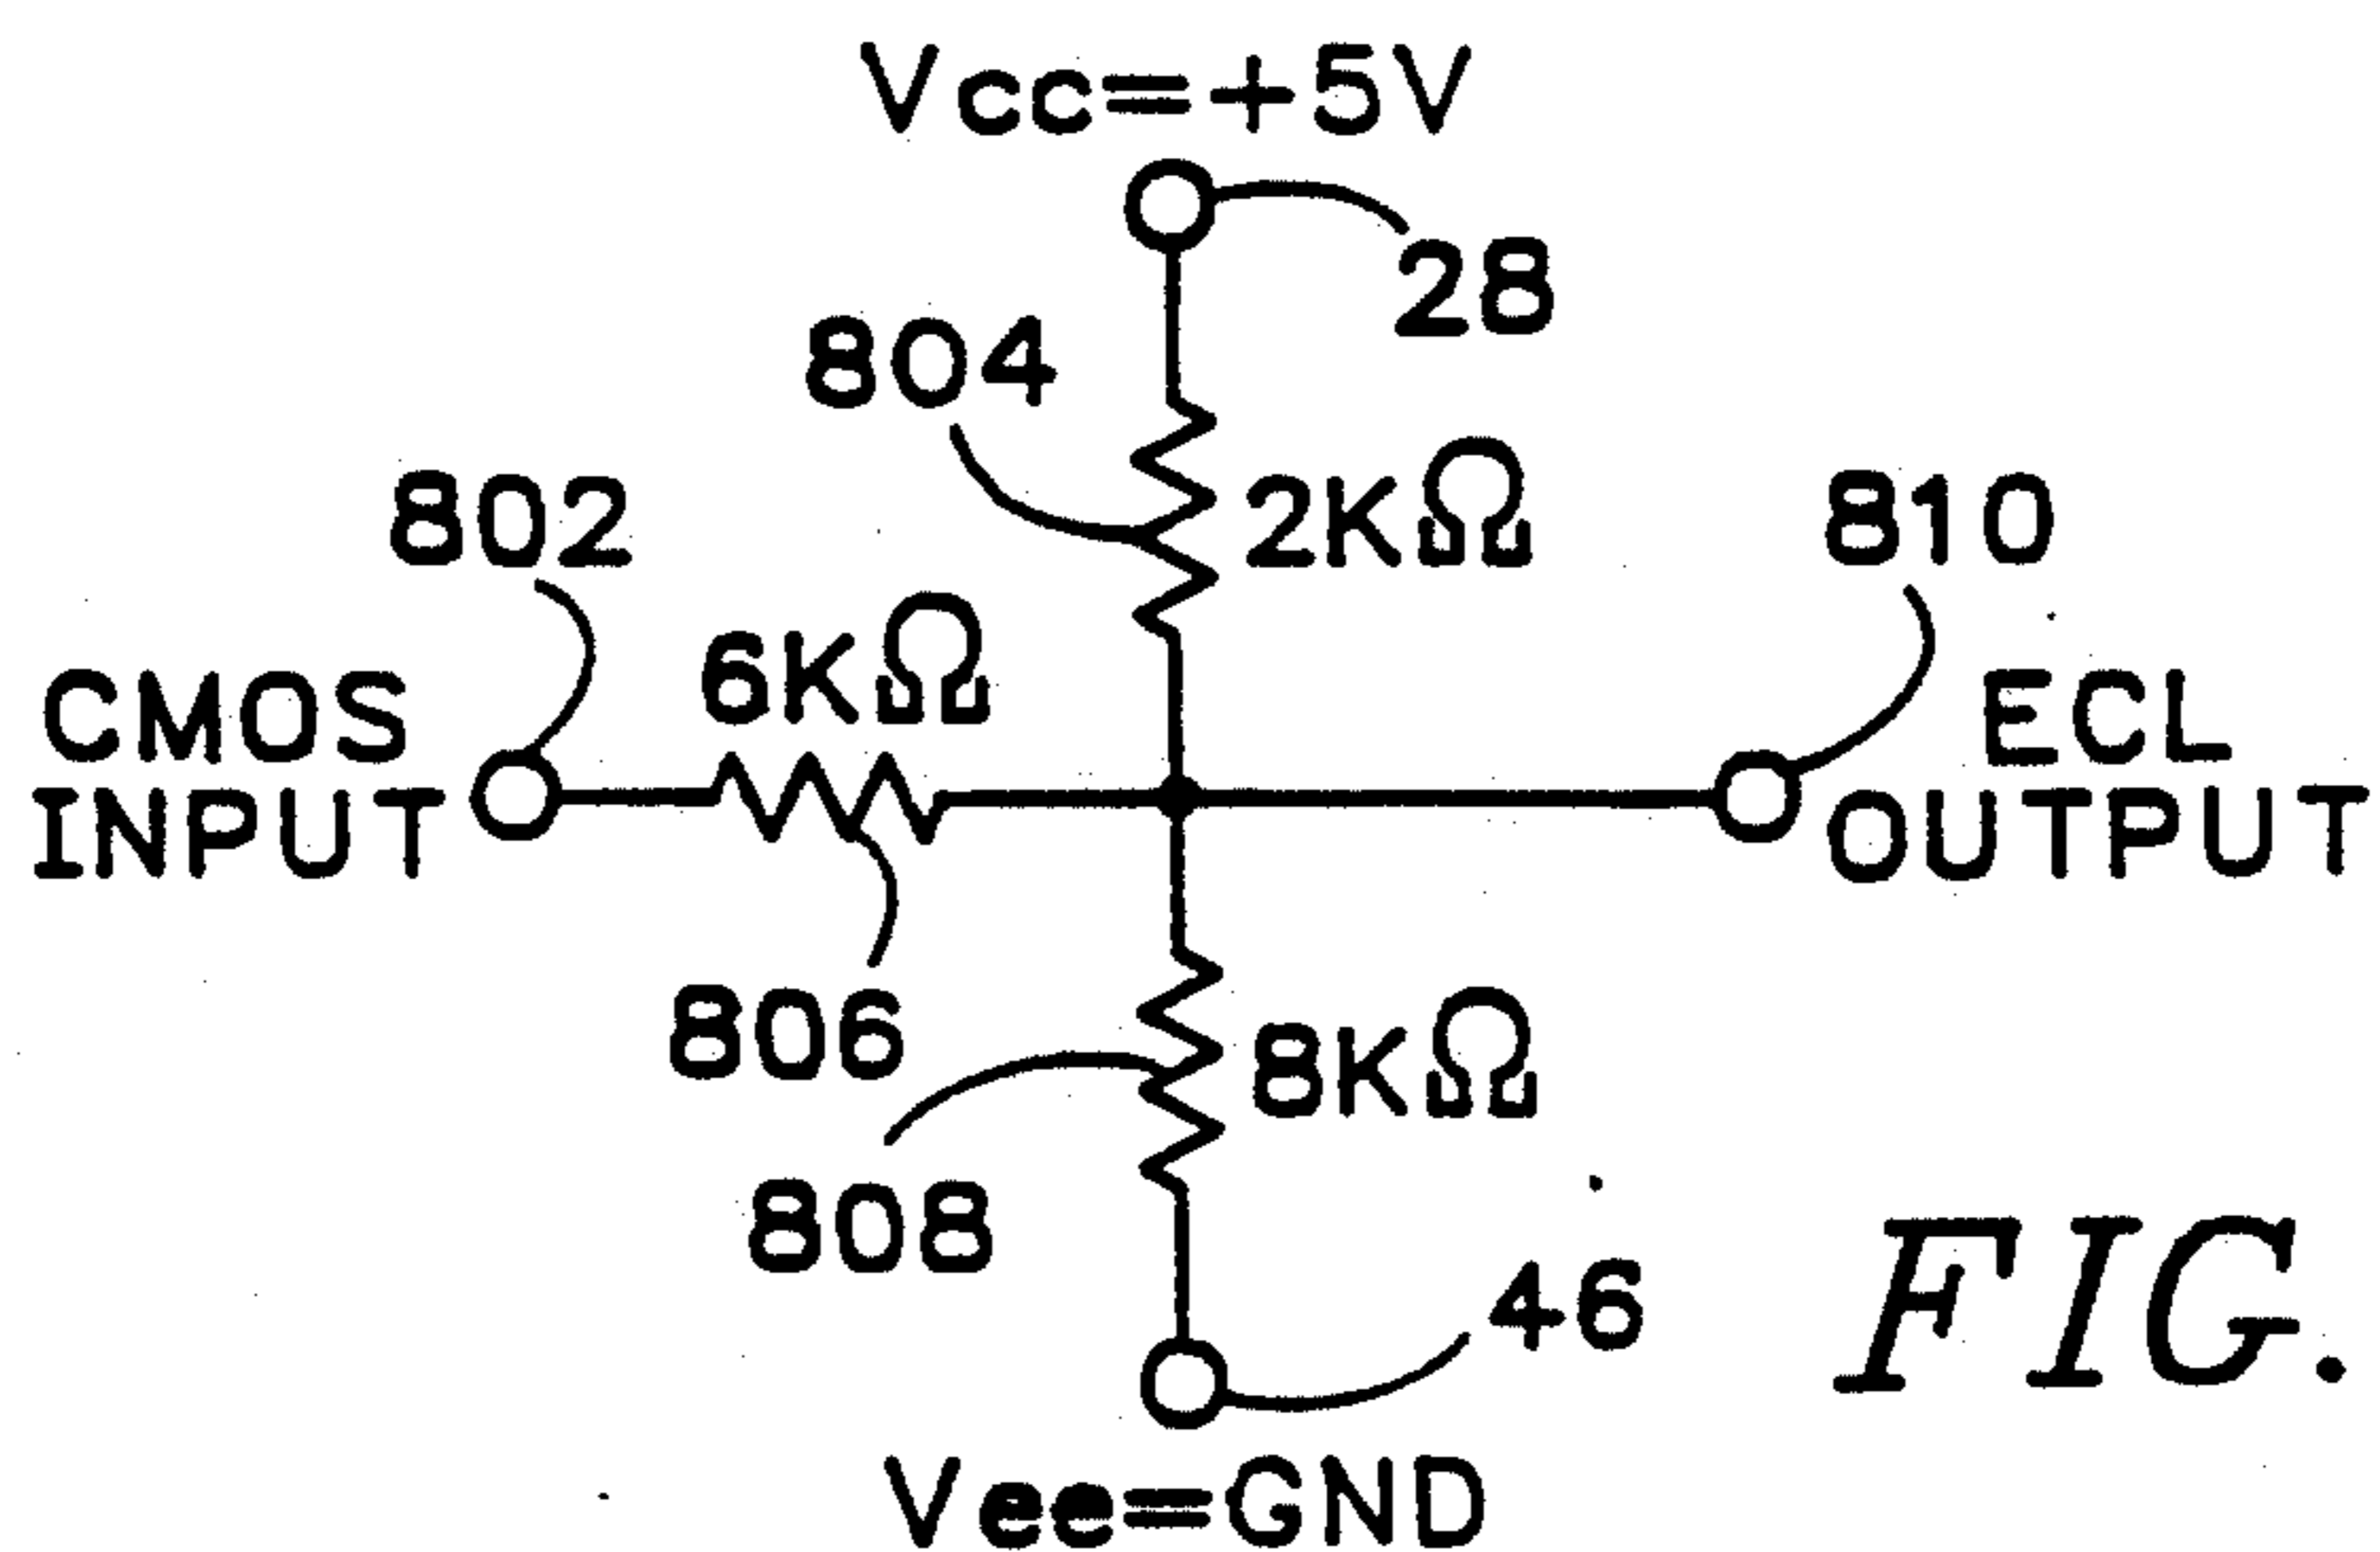 Vcc=+5V
28
804
802
2KΩ
810
6KΩ
CMOS
INPUT
ECL
OUTPUT
806
8KΩ
808
46
FIG.
Vee=GND